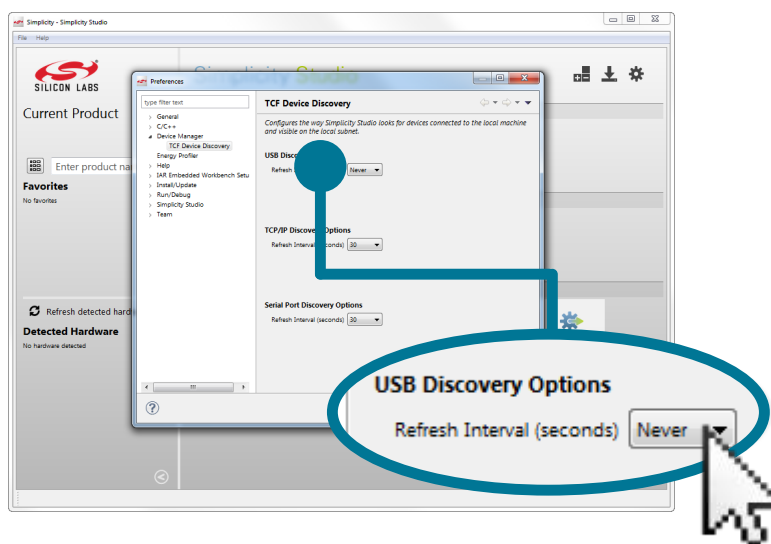 Simplicity - Simplicity Studio
File Help
SILICON LABS
Current Product
Enter product na
Favorites
No favorites
Refresh detected hard
Detected Hardware
No hardware detected
Simplicity Studio
Preferences
type filter text
General
C/C++
Device Manager
TCF Device Discovery
Energy Profiler
Help
IAR Embedded Workbench Setu
Install/Update
Run/Debug
Simplicity Studio
Team
TCF Device Discovery
Configures the way Simplicity Studio looks for devices connected to the local machine
and visible on the local subnet.
USB Disco
Refresh Never
TCP/IP Discovery Options
Refresh Interval (seconds) 30
Serial Port Discovery Options
Refresh Interval (seconds) 30
USB Discovery Options
Refresh Interval (seconds) Never